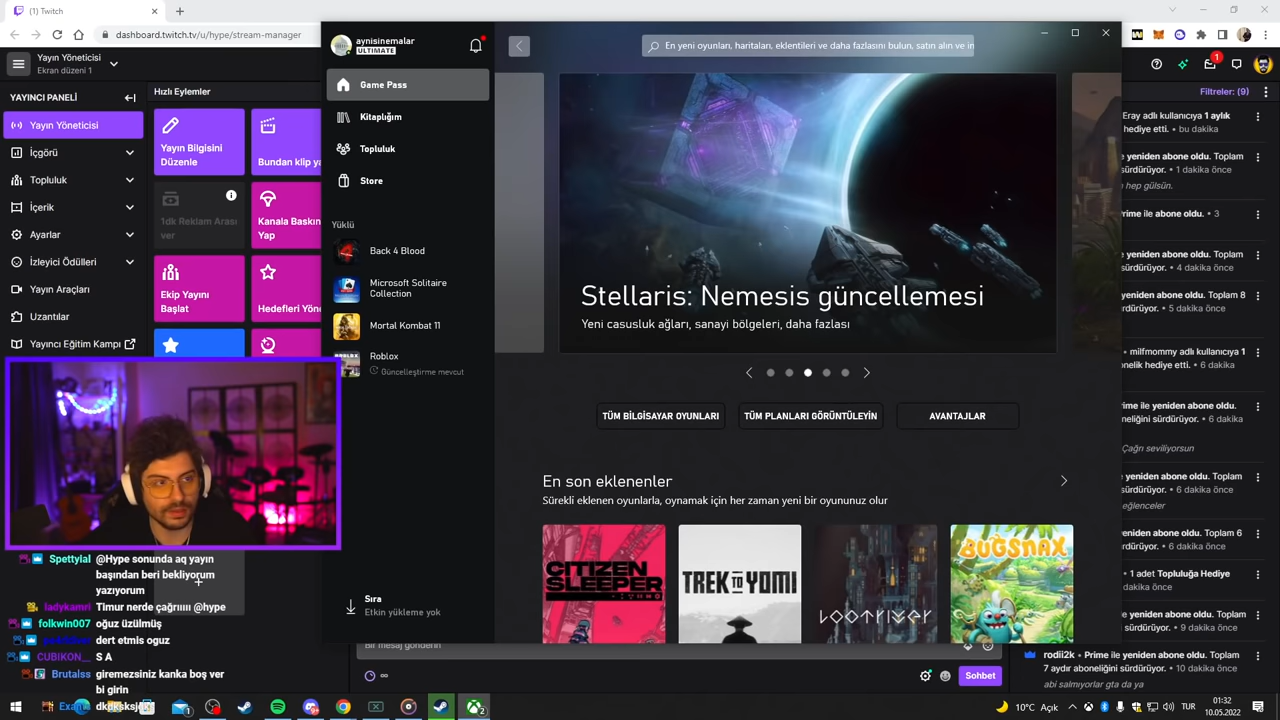 Twitch
dashboard.twitch.tv/u/hype/stream-manager
Yayın Yöneticisi
Ekran düzeni 1
YAYINCI PANELİ
Yayın Yöneticisi
İçgörü
Topluluk
İçerik
Ayarlar
İzleyici Ödülleri
Yayın Araçları
Uzantılar
Yayıncı Eğitim Kampı
Hızlı Eylemler
Yayın Bilgisini
Düzenle
Bundan klip ya
1dk Reklam Arası
ver
Kanala Baskın
Yap
Ekip Yayını
Başlat
Hedefleri Yön
aynisinemalar
ULTIMATE
Game Pass
Kitaplığım
Topluluk
Store
Yüklü
Back 4 Blood
Microsoft Solitaire
Collection
Mortal Kombat 11
Roblox
Güncelleştirme mevcut
Sıra
Etkin yükleme yok
En yeni oyunları, haritaları, eklentileri ve daha fazlasını bulun, satın alın ve in
Stellaris: Nemesis güncellemesi
Yeni casusluk ağları, sanayi bölgeleri, daha fazlası
TÜM BİLGİSAYAR OYUNLARI
TÜM PLANLARI GÖRÜNTÜLEYİN
AVANTAJLAR
En son eklenenler
Sürekli eklenen oyunlarla, oynamak için her zaman yeni bir oyununuz olur
CITIZEN
SLEEPER
TREK TO YOMI
LOOTRIVER
BUGSNAX
1
Filtreler: (9)
Eray adlı kullanıcıya 1 aylık
hediye etti. • bu dakika
e yeniden abone oldu. Toplam
sürdürüyor. • 1 dakika önce
hep gülsün.
Prime ile abone oldu. • 3
e yeniden abone oldu. Toplam
sürdürüyor. • 4 dakika önce
e yeniden abone oldu. Toplam 8
sürdürüyor. • 5 dakika önce
• milfmommy adlı kullanıcıya 1
nelik hediye etti. • 6 dakika
rime ile yeniden abone oldu.
aboneliğini sürdürüyor. • 6
Çağrı seviliyorsun
e yeniden abone oldu. Toplam
sürdürüyor. • 6 dakika önce
eğlenceler
e yeniden abone oldu. Toplam 6
sürdürüyor. • 6 dakika önce
• 1 adet Topluluğa Hediye
e yeniden abone oldu. Toplam
sürdürüyor. • 9 dakika önce
rodii2k • Prime ile yeniden abone oldu. Toplam
7 aydır aboneliğini sürdürüyor. • 10 dakika önce
abi salmıyorlar gta da ya
Spettyial @Hype sonunda aq yayın
başından beri bekliyorum
yazıyorum
ladykamri Timur nerde çağriiiii @hype
folkwin007 oğuz üzülmüş
dert etmis oguz
CUBIKON__ S A
Brutalss giremezsiniz kanka boş ver
bi girin
dkdkskskjs
Bir mesaj gönderin
Sohbet
10°C Açık
TUR
01:32
10.05.2022